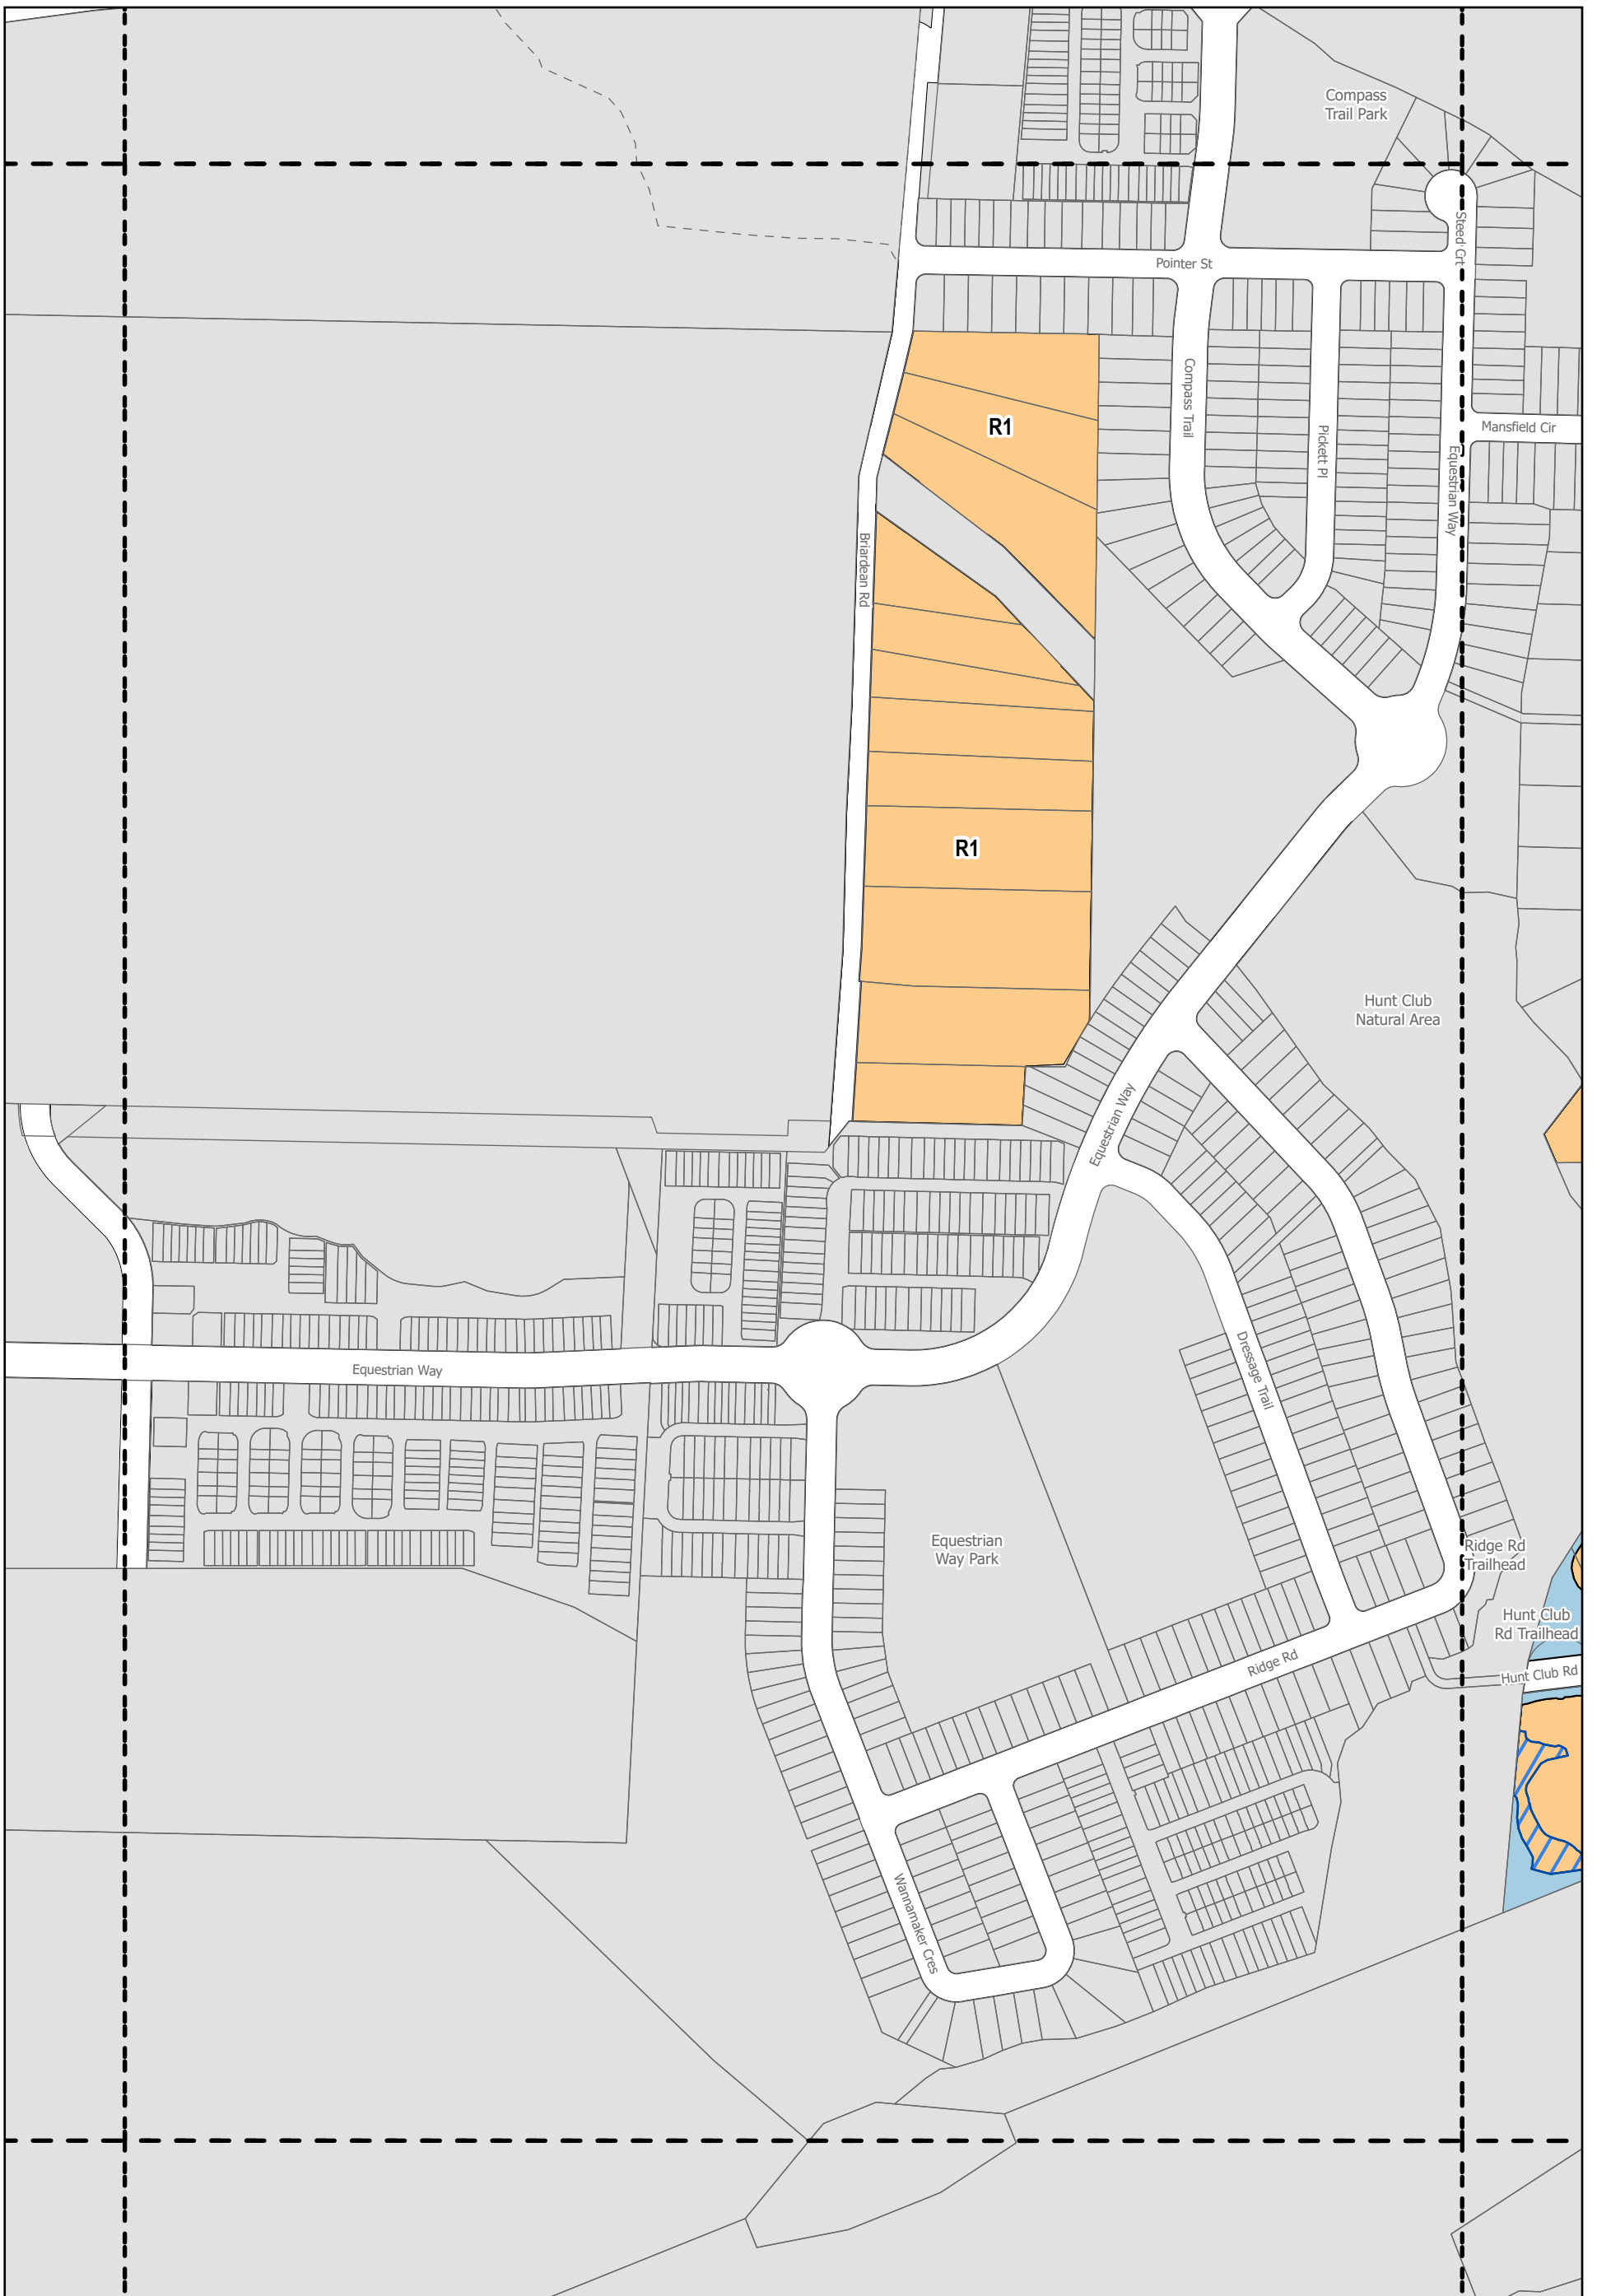 Compass
Trail Park
Steed Crt
Pointer St
Compass Trail
R1
Mansfield Cir
Pickett Pl
Equestrian Way
Briardean Rd
R1
Hunt Club
Natural Area
Equestrian Way
Equestrian Way
Dressage Trail
Equestrian
Way Park
Ridge Rd
Trailhead
Hunt Club
Rd Trailhead
Ridge Rd
Hunt Club Rd
Wannamaker Cres